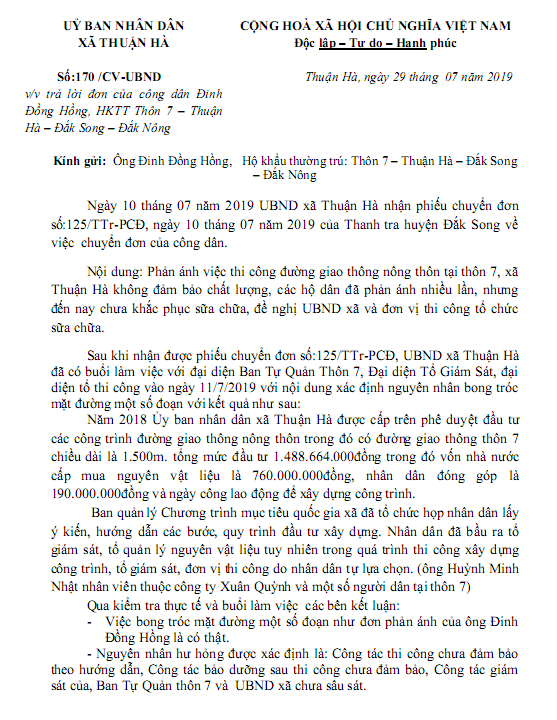 UỶ BAN NHÂN DÂN
XÃ THUẬN HÀ
CỘNG HOÀ XÃ HỘI CHỦ NGHĨA VIỆT NAM
Độc lập – Tự do – Hạnh phúc
Số:170 /CV-UBND
v/v trả lời đơn của công dân Đinh
Đồng Hồng, HKTT Thôn 7 – Thuận
Hà – Đắk Song – Đắk Nông
Thuận Hà, ngày 29 tháng 07 năm 2019
Kính gửi: Ông Đinh Đồng Hồng, Hộ khẩu thường trú: Thôn 7 – Thuận Hà – Đắk Song
– Đắk Nông
Ngày 10 tháng 07 năm 2019 UBND xã Thuận Hà nhận phiếu chuyển đơn
số:125/TTr-PCĐ, ngày 10 tháng 07 năm 2019 của Thanh tra huyện Đắk Song về
việc chuyển đơn của công dân.
Nội dung: Phản ánh việc thi công đường giao thông nông thôn tại thôn 7, xã
Thuận Hà không đảm bảo chất lượng, các hộ dân đã phản ánh nhiều lần, nhưng
đến nay chưa khắc phục sữa chữa, đề nghị UBND xã và đơn vị thi công tổ chức
sữa chữa.
Sau khi nhận được phiếu chuyển đơn số:125/TTr-PCĐ, UBND xã Thuận Hà
đã có buổi làm việc với đại diện Ban Tự Quản Thôn 7, Đại diện Tổ Giám Sát, đại
diện tổ thi công vào ngày 11/7/2019 với nội dung xác định nguyên nhân bong tróc
mặt đường một số đoạn với kết quả như sau:
Năm 2018 Ủy ban nhân dân xã Thuận Hà được cấp trên phê duyệt đầu tư
các công trình đường giao thông nông thôn trong đó có đường giao thông thôn 7
chiều dài là 1.500m. tổng mức đầu tư 1.488.664.000đồng trong đó vốn nhà nước
cấp mua nguyên vật liệu là 760.000.000đồng, nhân dân đóng góp là
190.000.000đồng và ngày công lao động để xây dựng công trình.
Ban quản lý Chương trình mục tiêu quốc gia xã đã tổ chức họp nhân dân lấy
ý kiến, hướng dẫn các bước, quy trình đầu tư xây dựng. Nhân dân đã bầu ra tổ
giám sát, tổ quản lý nguyên vật liệu tuy nhiên trong quá trình thi công xây dựng
công trình, tổ giám sát, đơn vị thi công do nhân dân tự lựa chọn. (ông Huỳnh Minh
Nhật nhân viên thuộc công ty Xuân Quỳnh và một số người dân tại thôn 7)
Qua kiểm tra thực tế và buổi làm việc các bên kết luận:
- Việc bong tróc mặt đường một số đoạn như đơn phản ánh của ông Đinh
Đồng Hồng là có thật.
- Nguyên nhân hư hỏng được xác định là: Công tác thi công chưa đảm bảo
theo hướng dẫn, Công tác bảo dưỡng sau thi công chưa đảm bảo, Công tác giám
sát của, Ban Tự Quản thôn 7 và UBND xã chưa sâu sát.